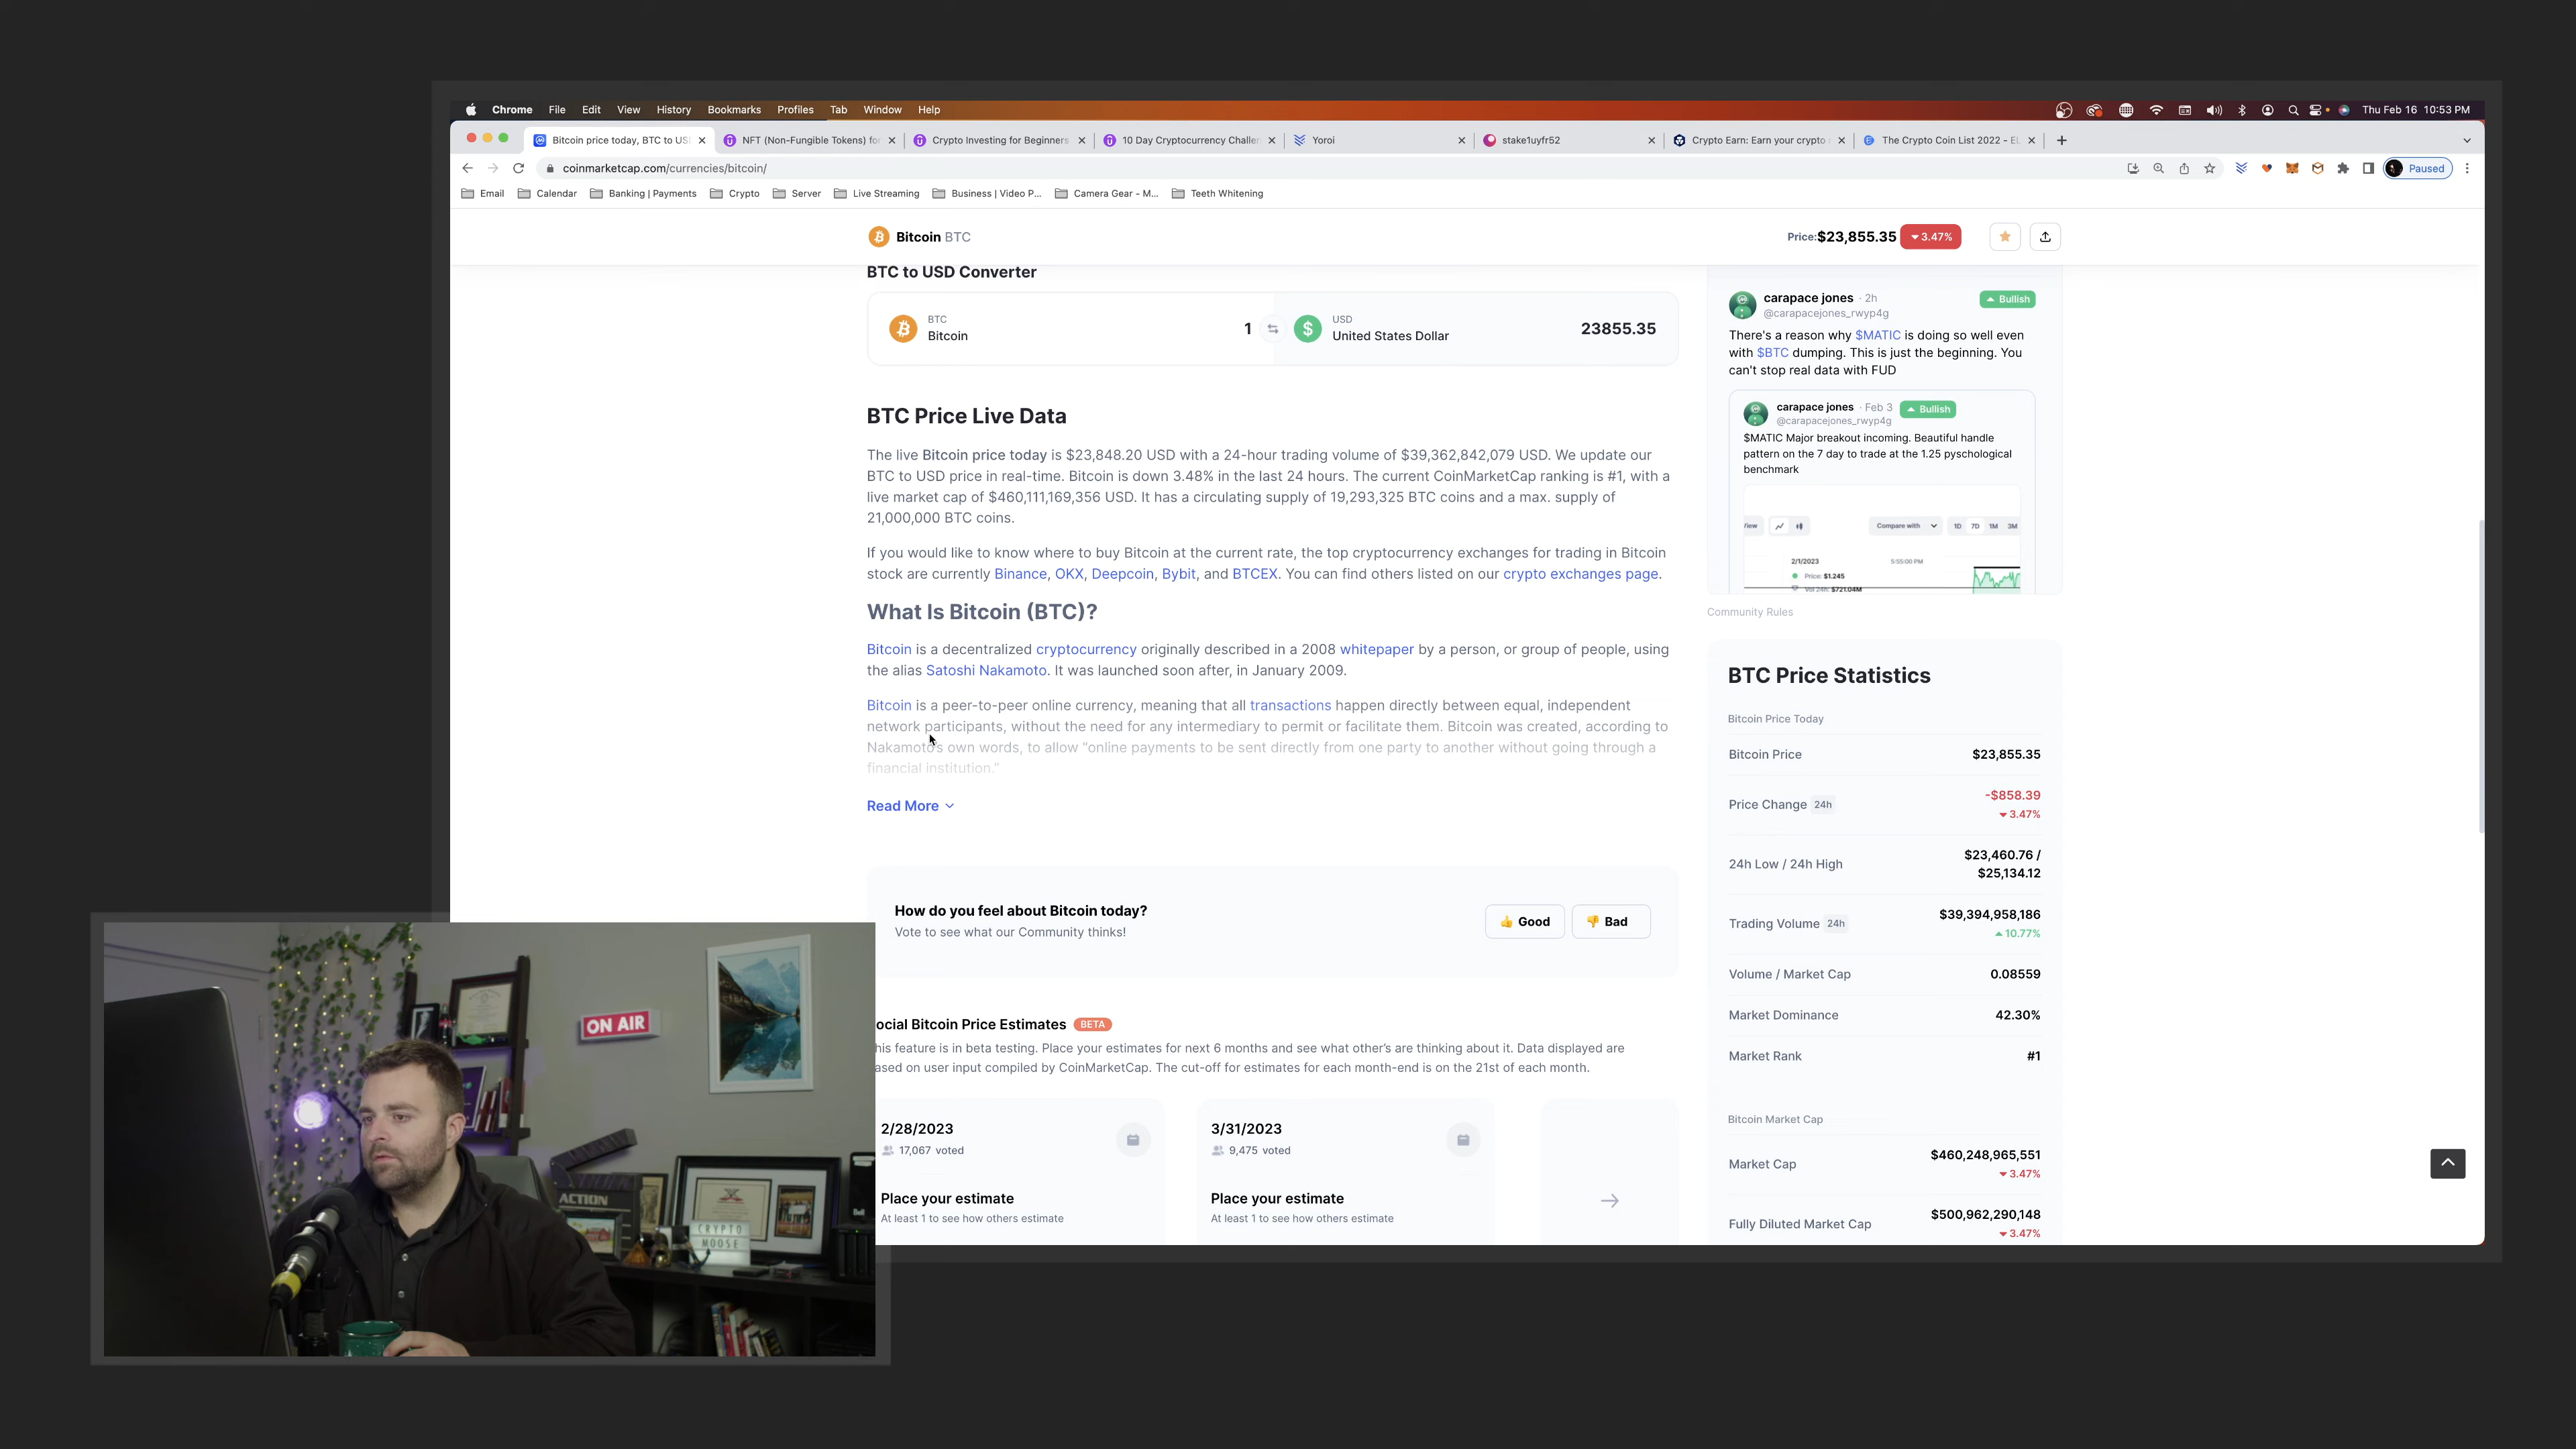 Chrome File Edit View History Bookmarks Profiles Tab Window Help
Thu Feb 16 10:53 PM
Bitcoin price today, BTC to US
NFT (Non-Fungible Tokens) fo
Crypto Investing for Beginners
10 Day Cryptocurrency Challen
Yoroi
stake1uyfr52
Crypto Earn: Earn your crypto
The Crypto Coin List 2022 - EL
coinmarketcap.com/currencies/bitcoin/
Paused
Email Calendar Banking | Payments Crypto Server Live Streaming Business | Video P... Camera Gear - M... Teeth Whitening
Bitcoin BTC
Price:$23,855.35 3.47%
BTC to USD Converter
BTC
Bitcoin
1
USD
United States Dollar
23855.35
BTC Price Live Data
The live Bitcoin price today is $23,848.20 USD with a 24-hour trading volume of $39,362,842,079 USD. We update our
BTC to USD price in real-time. Bitcoin is down 3.48% in the last 24 hours. The current CoinMarketCap ranking is #1, with a
live market cap of $460,111,169,356 USD. It has a circulating supply of 19,293,325 BTC coins and a max. supply of
21,000,000 BTC coins.
If you would like to know where to buy Bitcoin at the current rate, the top cryptocurrency exchanges for trading in Bitcoin
stock are currently Binance, OKX, Deepcoin, Bybit, and BTCEX. You can find others listed on our crypto exchanges page.
What Is Bitcoin (BTC)?
Bitcoin is a decentralized cryptocurrency originally described in a 2008 whitepaper by a person, or group of people, using
the alias Satoshi Nakamoto. It was launched soon after, in January 2009.
Bitcoin is a peer-to-peer online currency, meaning that all transactions happen directly between equal, independent
network participants, without the need for any intermediary to permit or facilitate them. Bitcoin was created, according to
Nakamoto's own words, to allow “online payments to be sent directly from one party to another without going through a
financial institution.”
Read More
How do you feel about Bitcoin today?
Vote to see what our Community thinks!
Good
Bad
ocial Bitcoin Price Estimates BETA
his feature is in beta testing. Place your estimates for next 6 months and see what other's are thinking about it. Data displayed are
ased on user input compiled by CoinMarketCap. The cut-off for estimates for each month-end is on the 21st of each month.
2/28/2023
17,067 voted
Place your estimate
At least 1 to see how others estimate
3/31/2023
9,475 voted
Place your estimate
At least 1 to see how others estimate
carapace jones · 2h
@carapacejones_rwyp4g
Bullish
There's a reason why $MATIC is doing so well even
with $BTC dumping. This is just the beginning. You
can't stop real data with FUD
carapace jones · Feb 3 Bullish
@carapacejones_rwyp4g
$MATIC Major breakout incoming. Beautiful handle
pattern on the 7 day to trade at the 1.25 pyschological
benchmark
View
Compare with
1D 7D 1M 3M
2/1/2023 5:55:00 PM
Price: $1.245
Vol 24h: $721.04M
Community Rules
BTC Price Statistics
Bitcoin Price Today
Bitcoin Price $23,855.35
Price Change 24h -$858.39
3.47%
24h Low / 24h High $23,460.76 /
$25,134.12
Trading Volume 24h $39,394,958,186
10.77%
Volume / Market Cap 0.08559
Market Dominance 42.30%
Market Rank #1
Bitcoin Market Cap
Market Cap $460,248,965,551
3.47%
Fully Diluted Market Cap $500,962,290,148
3.47%
ON AIR
ACTION
CRYPTO
MOOSE